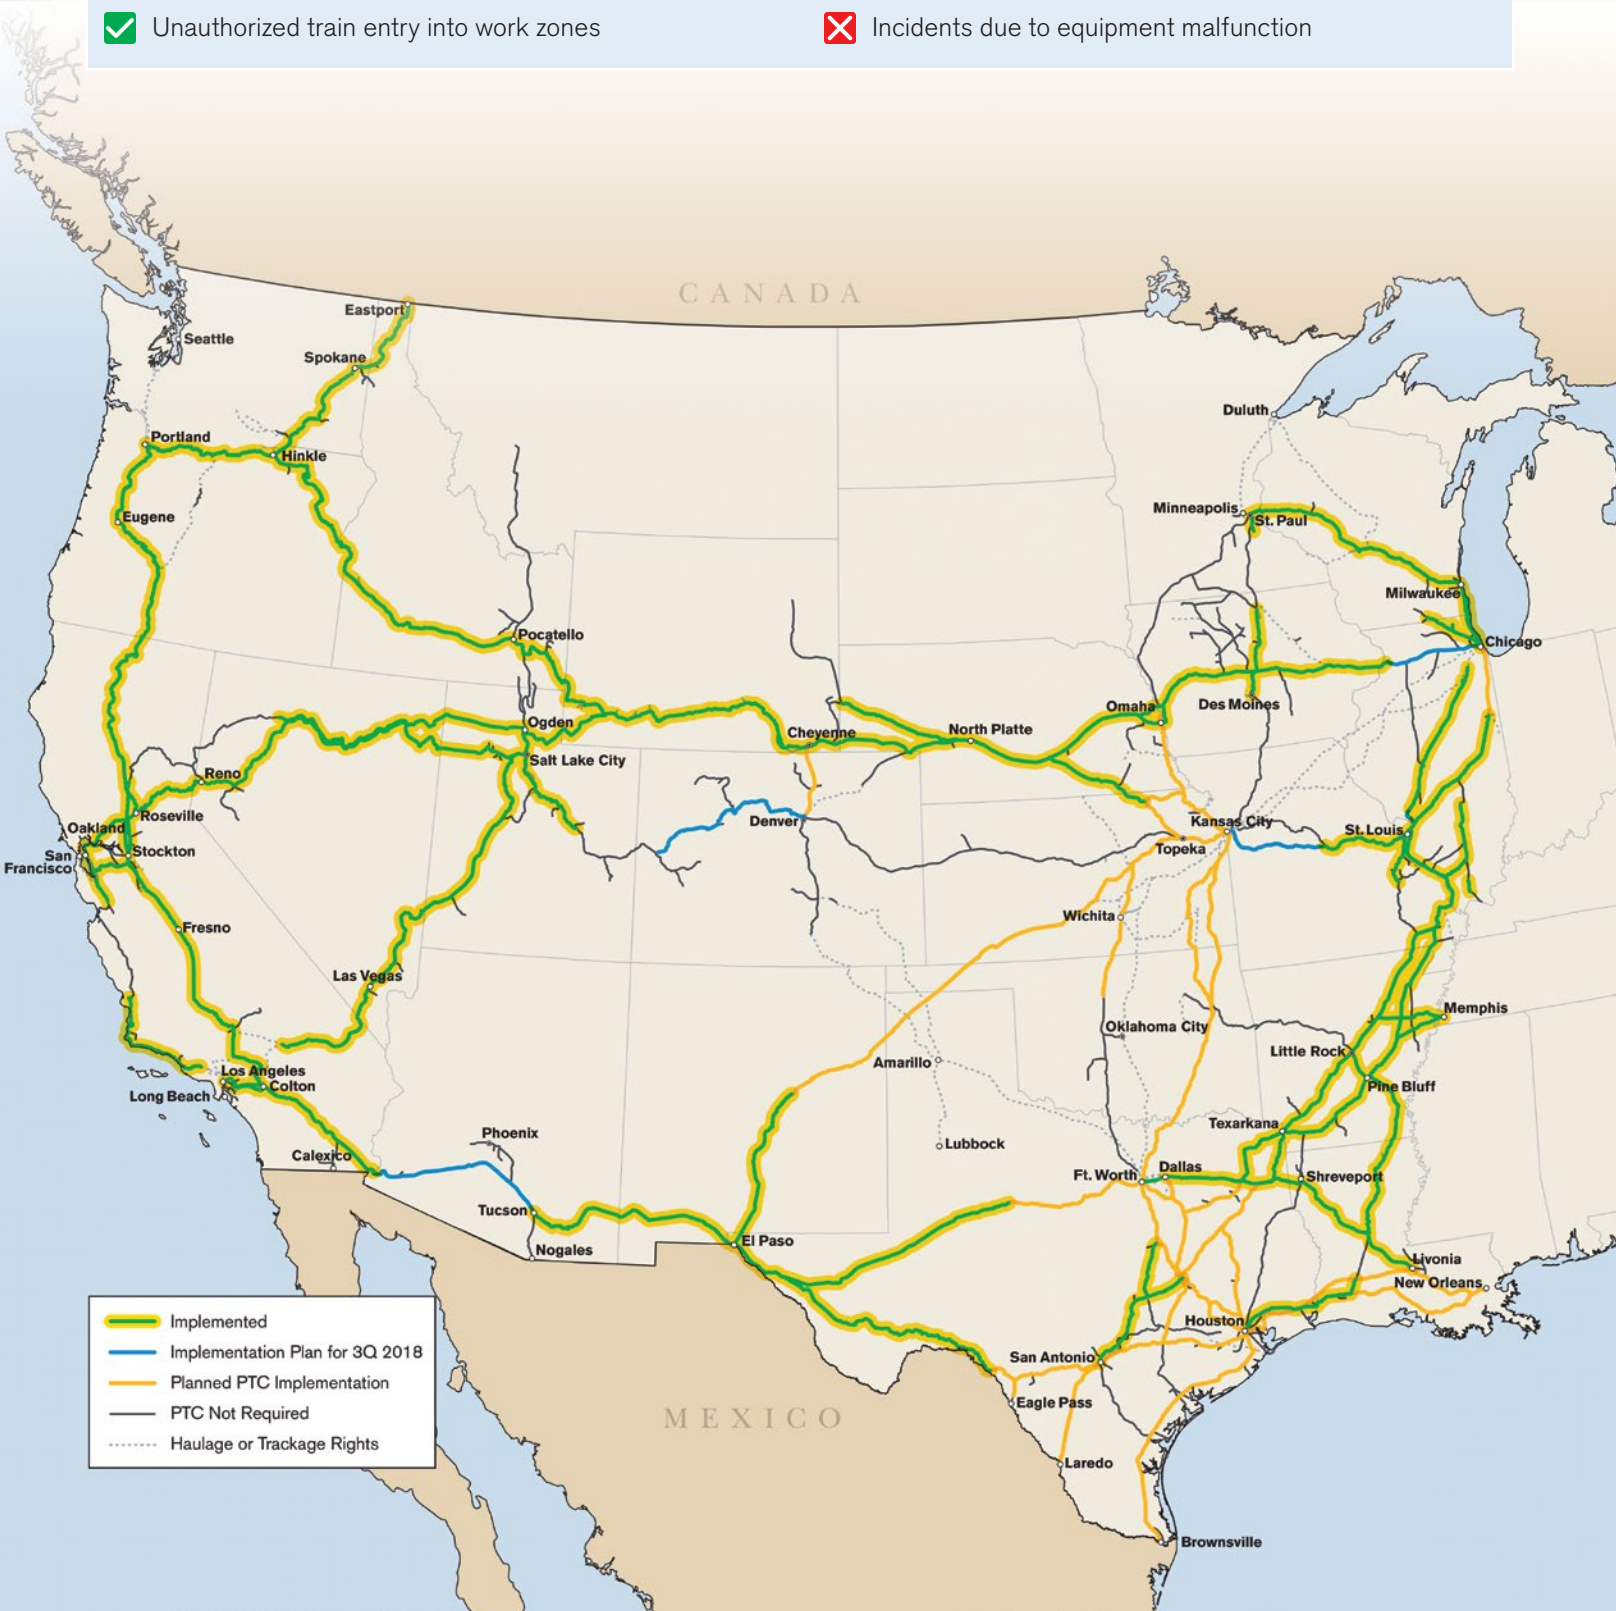 Unauthorized train entry into work zones
Incidents due to equipment malfunction
CANADA
Eastport
Seattle
Spokane
Duluth
Portland
Hinkle
Minneapolis
St. Paul
Eugene
Milwaukee
Pocatello
Chicago
Omaha
Des Moines
Ogden
Cheyenne
North Platte
Salt Lake City
Reno
Roseville
Denver
Kansas City
Oakland
St. Louis
Stockton
San
Francisco
Topeka
Wichita
Fresno
Las Vegas
Memphis
Oklahoma City
Little Rock
Amarillo
Los Angeles
Colton
Pine Bluff
Long Beach
Texarkana
Phoenix
Lubbock
Calexico
Ft. Worth
Dallas
Shreveport
Tucson
El Paso
Nogales
Livonia
New Orleans
Houston
San Antonio
Eagle Pass
MEXICO
Laredo
Brownsville
Implemented
Implementation Plan for 3Q 2018
Planned PTC Implementation
PTC Not Required
Haulage or Trackage Rights